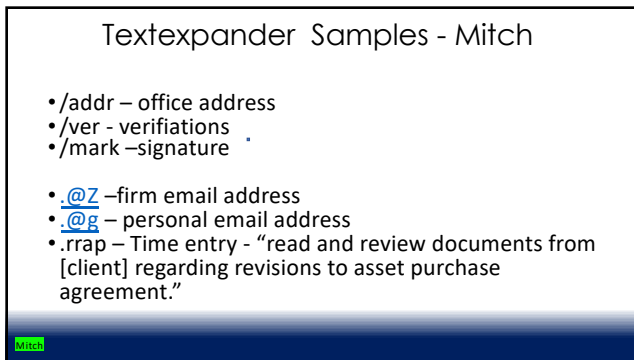 Textexpander Samples - Mitch
•/addr – office address
•/ver - verifiations
•/mark –signature
•.@Z –firm email address
•.@g – personal email address
•.rrap – Time entry - “read and review documents from
[client] regarding revisions to asset purchase
agreement.”
Mitch